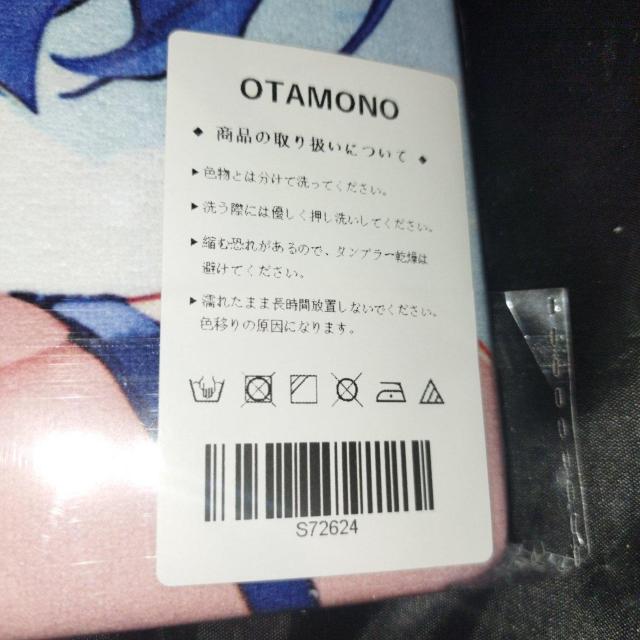 OTAMONO
◆ 商品の取り扱いについて ◆
▶色物とは分けて洗ってください。
▶洗う際には優しく押し洗いしてください。
▶縮む恐れがあるので、タンブラー乾燥は
避けてください。
▶濡れたまま長時間放置しないでください。
色移りの原因になります。
S72624